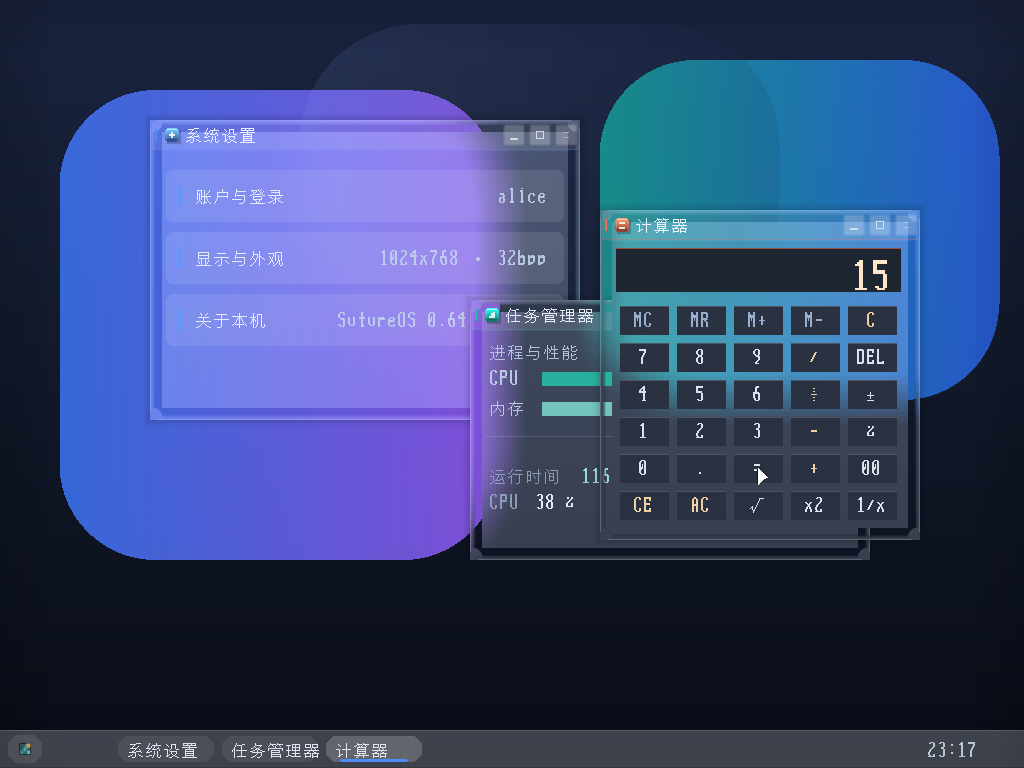 系统设置
账户与登录 alice
显示与外观 1024x768 • 32bpp
关于本机 SutureOS 0.64
任务管理器
进程与性能
CPU
内存
运行时间 116
CPU 38 %
计算器
15
MC MR M+ M- C
7 8 9 / DEL
4 5 6 ÷ ±
1 2 3 - %
0 . = + 00
CE AC √ x2 1/x
系统设置 任务管理器 计算器 23:17